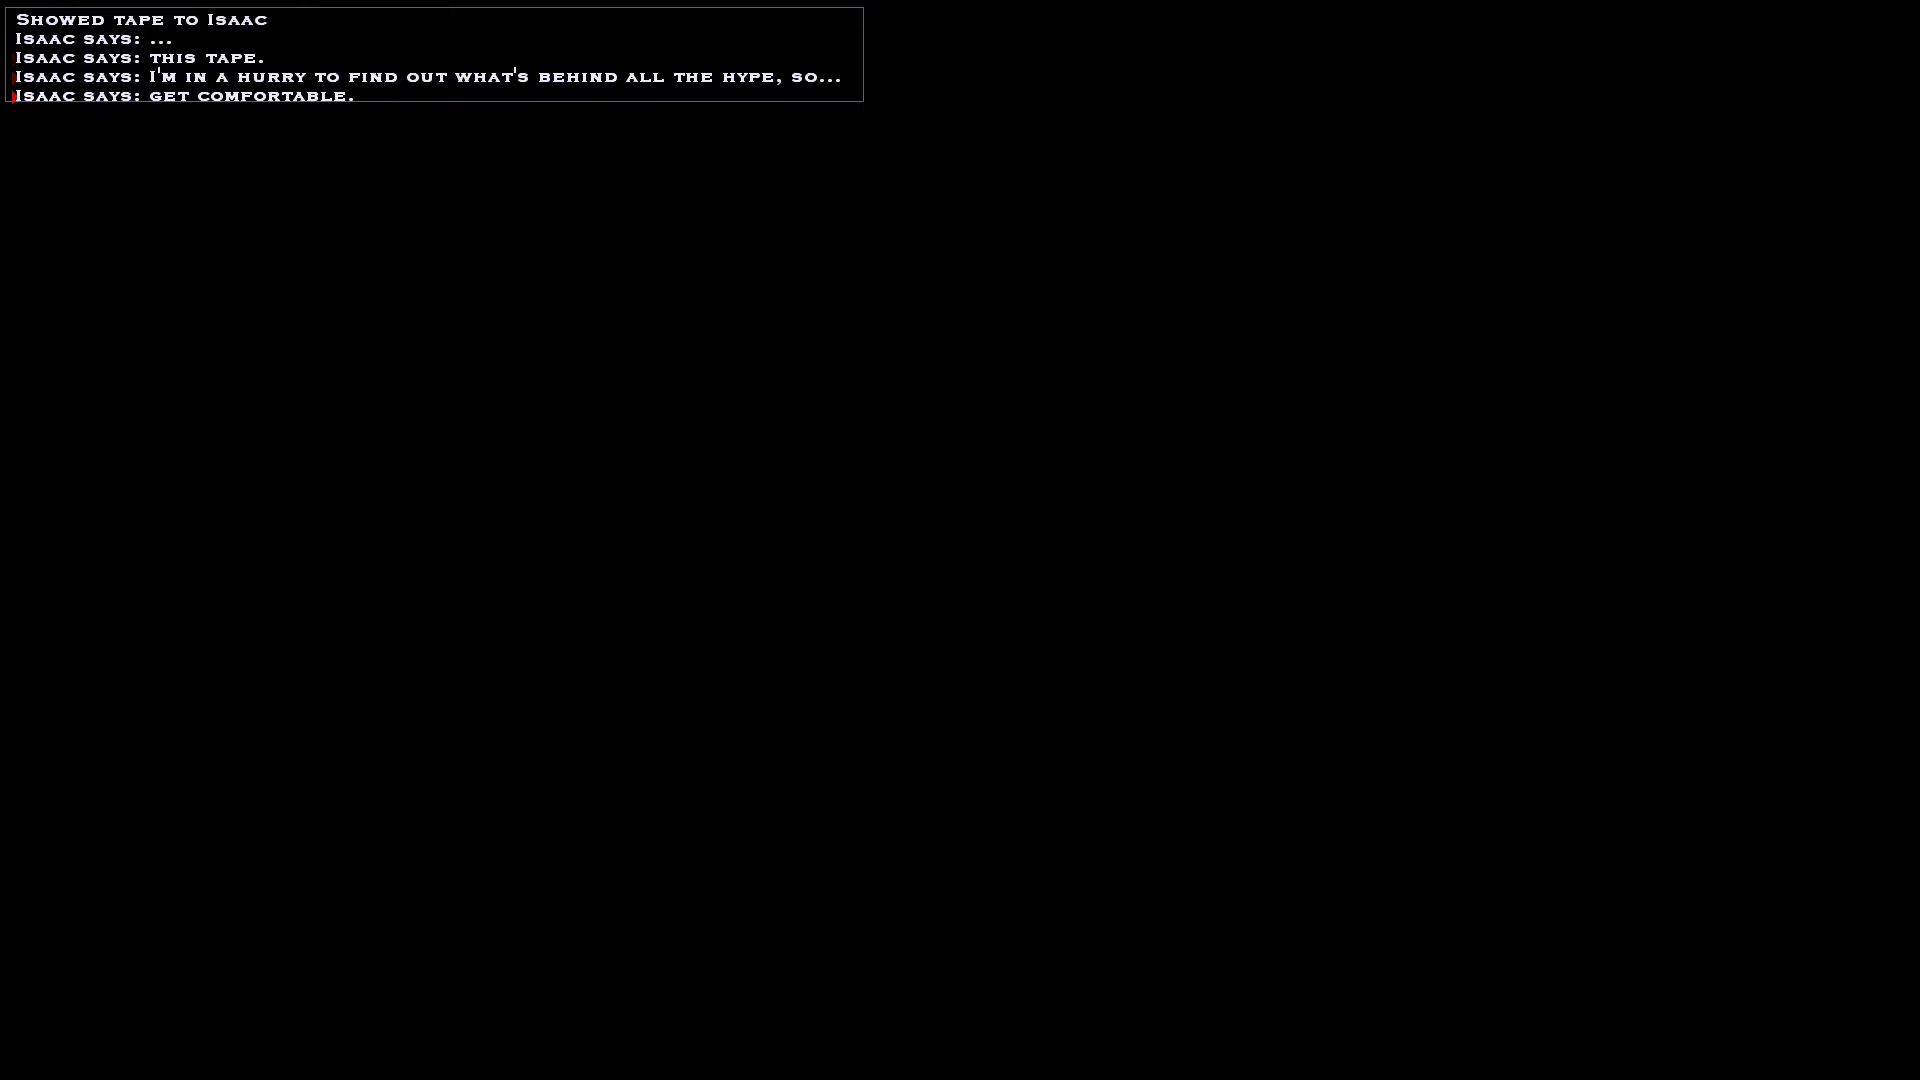 Showed tape to Isaac
Isaac says: ...
Isaac says: this tape.
Isaac says: I'm in a hurry to find out what's behind all the hype, so...
Isaac says: get comfortable.